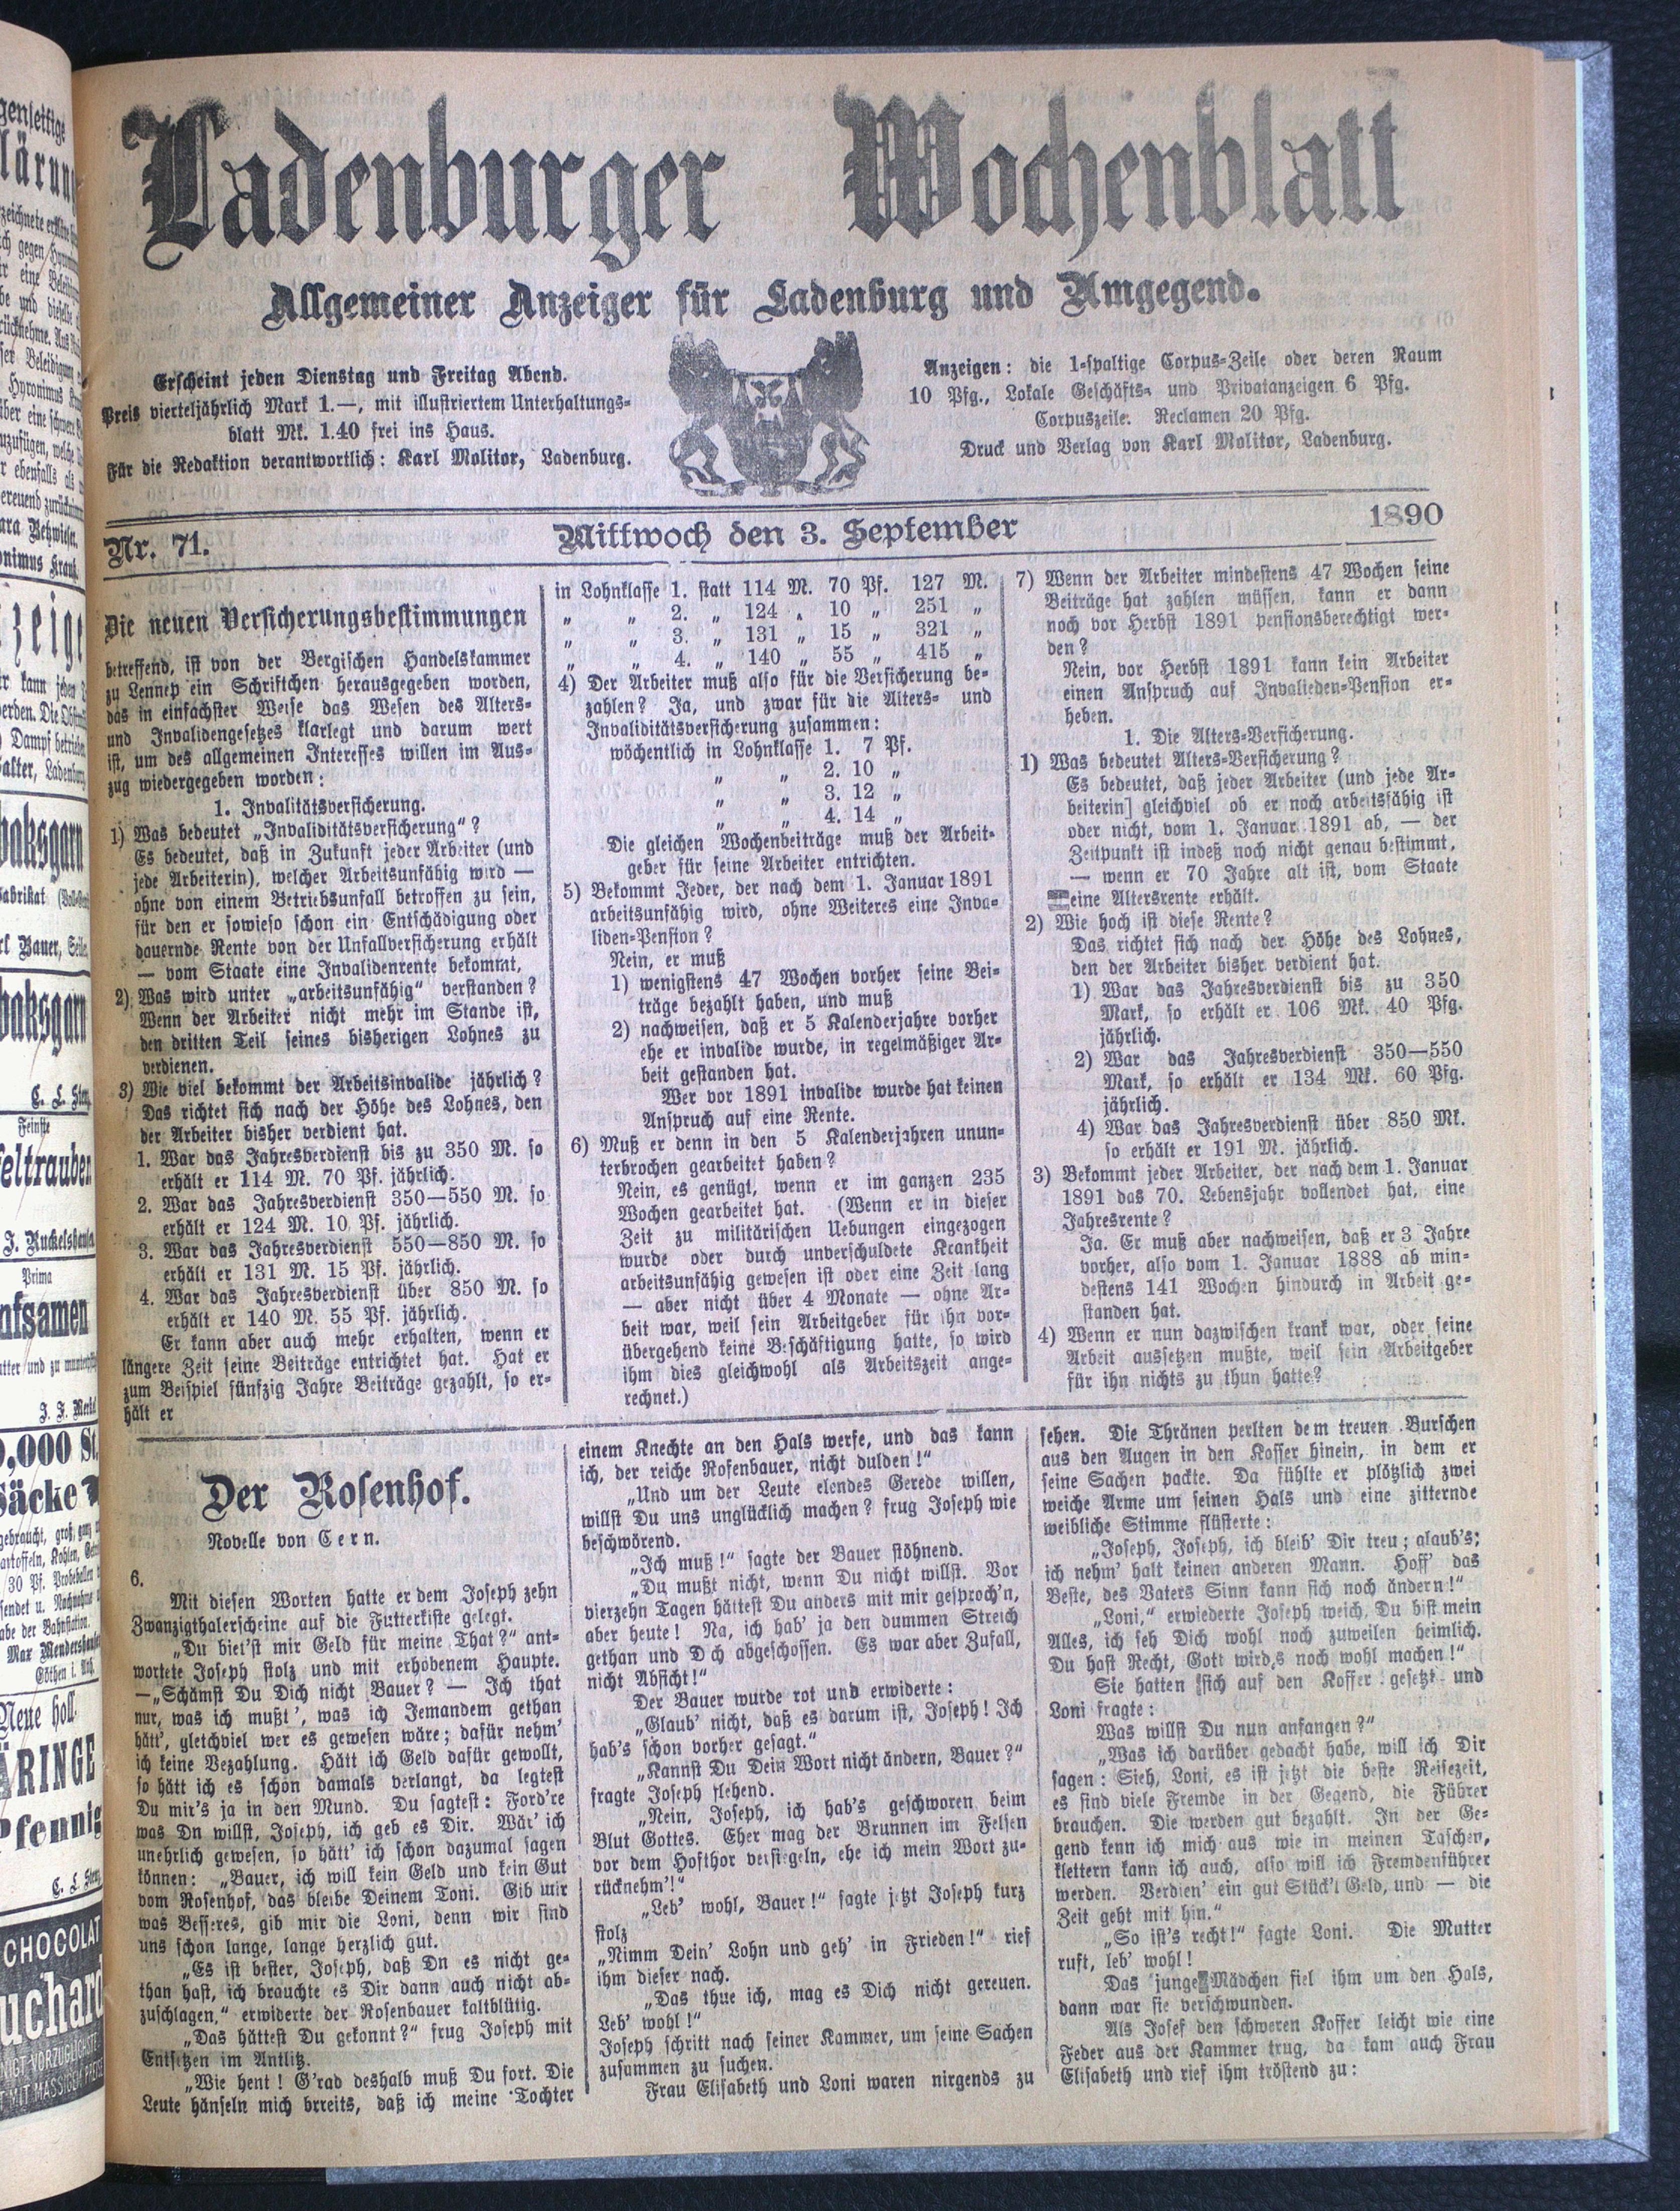 Ladenburger Wochenblatt
Allgemeiner Anzeiger für Ladenburg und Umgegend.
Erscheint jeden Dienstag und Freitag Abend.
Preis vierteljährlich Mark 1.—, mit illustriertem Unterhaltungs-
blatt Mk. 1.40 frei ins Haus.
Für die Redaktion verantwortlich: Karl Molitor, Ladenburg.
Anzeigen: die 1-spaltige Corpus-Zeile oder deren Raum
10 Pfg., Lokale Geschäfts- und Privatanzeigen 6 Pfg.
Corpuszeile. Reclamen 20 Pfg.
Druck und Verlag von Karl Molitor, Ladenburg.
Nr. 71.
Mittwoch den 3. September
1890
Die neuen Versicherungsbestimmungen
betreffend, ist von der Bergischen Handelskammer
zu Lennep ein Schriftchen herausgegeben worden,
das in einfachster Weise das Wesen des Alters-
und Invalidengesetzes klarlegt und darum wert
ist, um des allgemeinen Interesses willen im Aus-
zug wiedergegeben worden:
1. Invalitätsversicherung.
1) Was bedeutet „Invaliditätsversicherung"?
Es bedeutet, daß in Zukunft jeder Arbeiter (und
jede Arbeiterin), welcher Arbeitsunfähig wird —
ohne von einem Betriebsunfall betroffen zu sein,
für den er sowieso schon ein Entschädigung oder
dauernde Rente von der Unfallversicherung erhält
— vom Staate eine Invalidenrente bekommt,
2) Was wird unter „arbeitsunfähig" verstanden?
Wenn der Arbeiter nicht mehr im Stande ist,
den dritten Teil seines bisherigen Lohnes zu
verdienen.
3) Wie viel bekommt der Arbeitsinvalide jährlich?
Das richtet sich nach der Höhe des Lohnes, den
der Arbeiter bisher verdient hat.
1. War das Jahresverdienst bis zu 350 M. so
erhält er 114 M. 70 Pf. jährlich.
2. War das Jahresverdienst 350—550 M. so
erhält er 124 M. 10 Pf. jährlich.
3. War das Jahresverdienst 550—850 M. so
erhält er 131 M. 15 Pf. jährlich.
4. War das Jahresverdienst über 850 M. so
erhält er 140 M. 55 Pf. jährlich.
Er kann aber auch mehr erhalten, wenn er
längere Zeit seine Beiträge entrichtet hat. Hat er
zum Beispiel fünfzig Jahre Beiträge gezahlt, so er-
hält er
in Lohnklasse 1. statt 114 M. 70 Pf. 127 M.
„ „ 2. „ 124 „ 10 „ 251 „
„ „ 3. „ 131 „ 15 „ 321 „
„ „ 4. „ 140 „ 55 „ 415 „
4) Der Arbeiter muß also für die Versicherung be-
zahlen? Ja, und zwar für die Alters- und
Invaliditätsversicherung zusammen:
wöchentlich in Lohnklasse 1. 7 Pf.
„ „ 2. 10 „
„ „ 3. 12 „
„ „ 4. 14 „
Die gleichen Wochenbeiträge muß der Arbeit-
geber für seine Arbeiter entrichten.
5) Bekommt Jeder, der nach dem 1. Januar 1891
arbeitsunfähig wird, ohne Weiteres eine Inva-
liden-Pension?
Nein, er muß
1) wenigstens 47 Wochen vorher seine Bei-
träge bezahlt haben, und muß
2) nachweisen, daß er 5 Kalenderjahre vorher
ehe er invalide wurde, in regelmäßiger Ar-
beit gestanden hat.
Wer vor 1891 invalide wurde hat keinen
Anspruch auf eine Rente.
6) Muß er denn in den 5 Kalenderjahren unun-
terbrochen gearbeitet haben?
Nein, es genügt, wenn er im ganzen 235
Wochen gearbeitet hat. (Wenn er in dieser
Zeit zu militärischen Uebungen eingezogen
wurde oder durch unverschuldete Krankheit
arbeitsunfähig gewesen ist oder eine Zeit lang
— aber nicht über 4 Monate — ohne Ar-
beit war, weil sein Arbeitgeber für ihn vor-
übergehend keine Beschäftigung hatte, so wird
ihm dies gleichwohl als Arbeitszeit ange-
rechnet.)
7) Wenn der Arbeiter mindestens 47 Wochen seine
Beiträge hat zahlen müssen, kann er dann
noch vor Herbst 1891 pensionsberechtigt wer-
den?
Nein, vor Herbst 1891 kann kein Arbeiter
einen Anspruch auf Invalieden-Pension er-
heben.
1. Die Alters-Versicherung.
1) Was bedeutet Alters-Versicherung?
Es bedeutet, daß jeder Arbeiter (und jede Ar-
beiterin] gleichviel ob er noch arbeitsfähig ist
oder nicht, vom 1. Januar 1891 ab, — der
Zeitpunkt ist indeß noch nicht genau bestimmt,
— wenn er 70 Jahre alt ist, vom Staate
eine Altersrente erhält.
2) Wie hoch ist diese Rente?
Das richtet sich nach der Höhe des Lohnes,
den der Arbeiter bisher verdient hat.
1) War das Jahresverdienst bis zu 350
Mark, so erhält er 106 Mk. 40 Pfg.
jährlich.
2) War das Jahresverdienst 350—550
Mark, so erhält er 134 Mk. 60 Pfg.
jährlich.
4) War das Jahresverdienst über 850 Mk.
so erhält er 191 M. jährlich.
3) Bekommt jeder Arbeiter, der nach dem 1. Januar
1891 das 70. Lebensjahr vollendet hat, eine
Jahresrente?
Ja. Er muß aber nachweisen, daß er 3 Jahre
vorher, also vom 1. Januar 1888 ab min-
destens 141 Wochen hindurch in Arbeit ge-
standen hat.
4) Wenn er nun dazwischen krank war, oder seine
Arbeit aussetzen mußte, weil sein Arbeitgeber
für ihn nichts zu thun hatte?
Der Rosenhof.
Novelle von Cern.
6.
Mit diesen Worten hatte er dem Joseph zehn
Zwanzigthalerscheine auf die Futterkiste gelegt.
„Du biet'st mir Geld für meine That?" ant-
wortete Joseph stolz und mit erhobenem Haupte.
—„Schämst Du Dich nicht Bauer? — Ich that
nur, was ich mußt', was ich Jemandem gethan
hätt', gleichviel wer es gewesen wäre; dafür nehm'
ich keine Bezahlung. Hätt ich Geld dafür gewollt,
so hätt ich es schon damals verlangt, da legtest
Du mir's ja in den Mund. Du sagtest: Ford're
was Dn willst, Joseph, ich geb es Dir. Wär' ich
unehrlich gewesen, so hätt' ich schon dazumal sagen
können: „Bauer, ich will kein Geld und kein Gut
vom Rosenhof, das bleibe Deinem Toni. Gib mir
was Besseres, gib mir die Loni, denn wir sind
uns schon lange, lange herzlich gut.
„Es ist bester, Joseph, daß Dn es nicht ge-
than hast, ich brauchte es Dir dann auch nicht ab-
zuschlagen," erwiderte der Rosenbauer kaltblütig.
„Das hättest Du gekonnt?" frug Joseph mit
Entsetzen im Antlitz.
„Wie hent! G'rad deshalb muß Du fort. Die
Leute hänseln mich brreits, daß ich meine Tochter
einem Knechte an den Hals werfe, und das kann
ich, der reiche Rosenbauer, nicht dulden!"
„Und um der Leute elendes Gerede willen,
willst Du uns unglücklich machen? frug Joseph wie
beschwörend.
„Ich muß!" sagte der Bauer stöhnend.
„Du mußt nicht, wenn Du nicht willst. Vor
vierzehn Tagen hättest Du anders mit mir gesproch'n,
aber heute! Na, ich hab' ja den dummen Streich
gethan und Dch abgeschossen. Es war aber Zufall,
nicht Absicht!"
Der Bauer wurde rot und erwiderte:
„Glaub' nicht, daß es darum ist, Joseph! Ich
hab's schon vorher gesagt."
„Kannst Du Dein Wort nicht ändern, Bauer?"
fragte Joseph flehend.
„Nein, Joseph, ich hab's geschworen beim
Blut Gottes. Eher mag der Brunnen im Felsen
vor dem Hofthor versiegeln, ehe ich mein Wort zu-
rücknehm'!"
„Leb' wohl, Bauer!" sagte jetzt Joseph kurz
stolz
„Nimm Dein' Lohn und geh' in Frieden!" rief
ihm dieser nach.
„Das thue ich, mag es Dich nicht gereuen.
Leb' wohl!"
Joseph schritt nach seiner Kammer, um seine Sachen
zusammen zu suchen.
Frau Elisabeth und Loni waren nirgends zu
sehen. Die Thränen perlten dem treuen Burschen
aus den Augen in den Koffer hinein, in dem er
seine Sachen packte. Da fühlte er plötzlich zwei
weiche Arme um seinen Hals und eine zitternde
weibliche Stimme flüsterte:
„Joseph, Joseph, ich bleib' Dir treu; glaub's;
ich nehm' halt keinen anderen Mann. Hoff' das
Beste, des Vaters Sinn kann sich noch ändern!"
„Loni," erwiederte Joseph weich, Du bist mein
Alles, ich seh Dich wohl noch zuweilen heimlich.
Du hast Recht, Gott wird,s noch wohl machen!"
Sie hatten sich auf den Koffer gesetzt und
Loni fragte:
Was willst Du nun anfangen?"
„Was ich darüber gedacht habe, will ich Dir
sagen: Sieh, Loni, es ist jetzt die beste Reisezeit,
es sind viele Fremde in der Gegend, die Führer
brauchen. Die werden gut bezahlt. In der Ge-
gend kenn ich mich aus wie in meinen Taschen,
klettern kann ich auch, also will ich Fremdenführer
werden. Verdien' ein gut Stück'l Geld, und — die
Zeit geht mit hin."
„So ist's recht!" sagte Loni. Die Mutter
ruft, leb' wohl!
Das junge Mädchen fiel ihm um den Hals,
dann war sie verschwunden.
Als Josef den schweren Koffer leicht wie eine
Feder aus der Kammer trug, da kam auch Frau
Elisabeth und rief ihm tröstend zu: